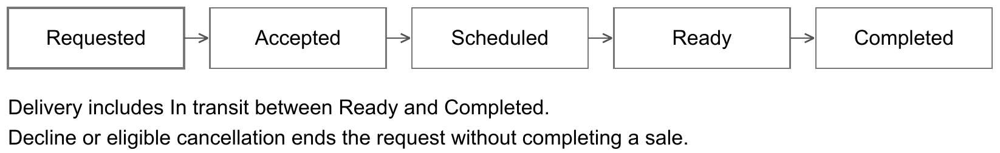 Requested
Accepted
Scheduled
Ready
Completed
Delivery includes In transit between Ready and Completed.
Decline or eligible cancellation ends the request without completing a sale.